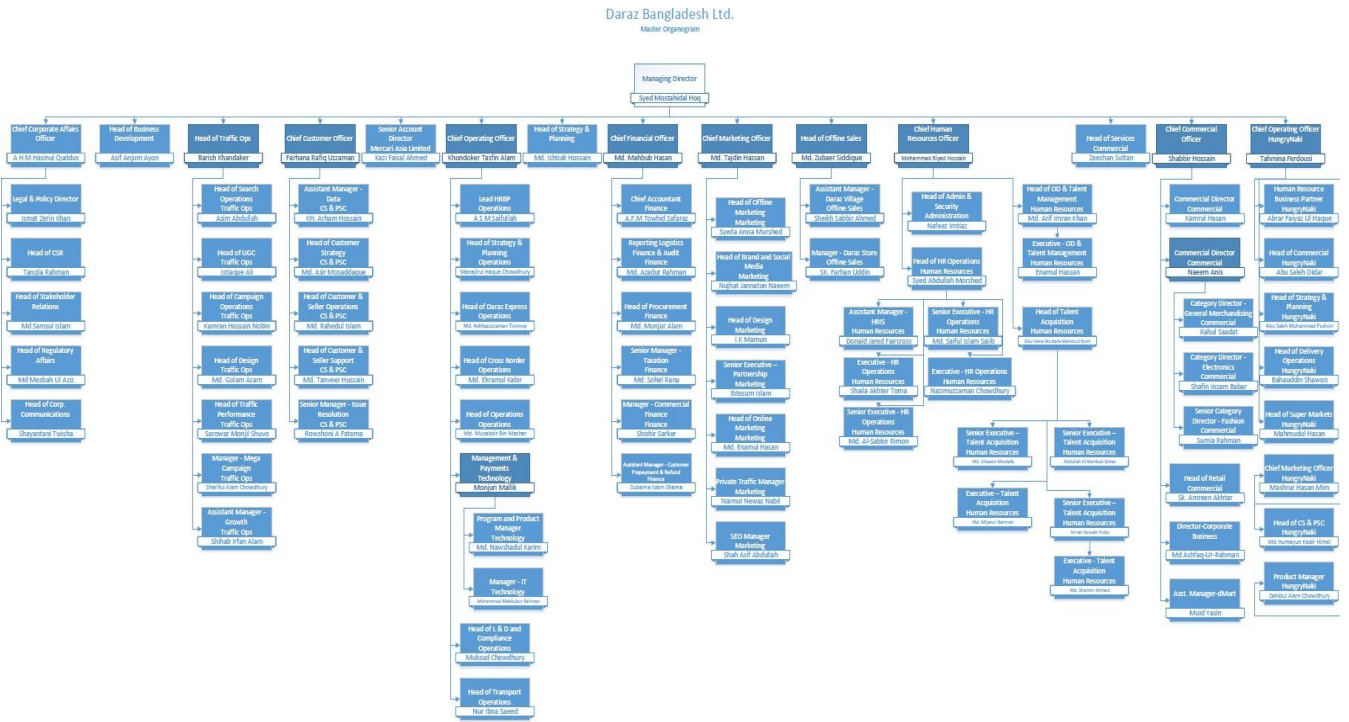 Daraz Bangladesh Ltd.
Master Organogram
Managing Director
Syed Mostahidal Hoq
Chief Corporate Affairs
Officer
A H M Hasinul Quddus
Head of Business
Development
Asif Anjum Ayon
Head of Traffic Ops
Barish Khandaker
Chief Customer Officer
Farhana Rafiq Uzzaman
Senior Account
Director
Mercari Asia Limited
Kazi Faisal Ahmed
Chief Operating Officer
Khondoker Tasfin Alam
Head of Strategy &
Planning
Md. Ishtiak Hossain
Chief Financial Officer
Md. Mahbub Hasan
Chief Marketing Officer
Md. Tajdin Hassan
Head of Offline Sales
Md. Zubaer Siddique
Chief Human
Resources Officer
Mohammad Riyad Hossain
Head of Services
Commercial
Zeeshan Sultan
Chief Commercial
Officer
Shabbir Hossain
Chief Operating Officer
HungryNaki
Tahmina Ferdousi
Legal & Policy Director
Ismat Zerin Khan
Head of CSR
Tanzila Rahman
Head of Stakeholder
Relations
Md Samsul Islam
Head of Regulatory
Affairs
Md Mesbah Ul Aziz
Head of Corp.
Communications
Shayantani Twisha
Head of Search
Operations
Traffic Ops
Asim Abdullah
Head of UGC
Traffic Ops
Ishtiaque Ali
Head of Campaign
Operations
Traffic Ops
Kamran Hossain Nobin
Head of Design
Traffic Ops
Md. Golam Azam
Head of Traffic
Performance
Traffic Ops
Sarowar Monjil Shuvo
Manager - Mega
Campaign
Traffic Ops
Shariful Alam Chowdhury
Assistant Manager -
Growth
Traffic Ops
Shihab Irfan Alam
Assistant Manager -
Data
CS & PSC
KH. Arham Hossain
Head of Customer
Strategy
CS & PSC
Md. Asir Mosaddaque
Head of Customer &
Seller Operations
CS & PSC
Md. Rahedul Islam
Head of Customer &
Seller Support
CS & PSC
Md. Tanveer Hussain
Senior Manager - Issue
Resolution
CS & PSC
Rowshoni A Fatema
Lead HRBP
Operations
A S M Saifullah
Head of Strategy &
Planning
Operations
Manajirul Haque Chowdhury
Head of Daraz Express
Operations
Head of Cross Border
Operations
Md. Ekramul Kabir
Head of Operations
Operations
Management &
Payments
Technology
Monjuri Mallik
Program and Product
Manager
Technology
Md. Nawshadul Karim
Manager - IT
Technology
Mohammed Mahbubur Rahman
Head of L & D and
Compliance
Operations
Muksud Chowdhury
Head of Transport
Operations
Nur Ibna Saeed
Chief Accountant
Finance
A.F.M Towhid Safaraz
Reporting Logistics
Finance & Audit
Finance
Md. Azadur Rahman
Head of Procurement
Finance
Md. Monjur Alam
Senior Manager -
Taxation
Finance
Md. Sohel Rana
Manager - Commercial
Finance
Finance
Shishir Sarker
Assistant Manager - Customer
Prepayment & Refund
Finance
Head of Offline
Marketing
Marketing
Syeda Anisa Murshed
Head of Brand and Social
Media
Marketing
Nujhat Jannatun Naeem
Head of Design
Marketing
I.K Mamun
Senior Executive –
Partnership
Marketing
Ibtesum Islam
Head of Online
Marketing
Marketing
Md. Enamul Hasan
Private Traffic Manager
Marketing
Naimul Newaz Nabil
SEO Manager
Marketing
Shah Asif Abdullah
Assistant Manager -
Daraz Village
Offline Sales
Sheikh Sabbir Ahmed
Manager - Daraz Store
Offline Sales
SK. Farhan Uddin
Head of Admin &
Security
Administration
Nafeez Imtiaz
Head of HR Operations
Human Resources
Syed Abdullah Morshed
Assistant Manager -
HRIS
Human Resources
Donald Jared Faircross
Senior Executive - HR
Operations
Human Resources
Md. Saiful Islam Sajib
Executive - HR
Operations
Human Resources
Shaila Akhter Toma
Executive - HR Operations
Human Resources
Nazimuzzaman Chowdhury
Senior Executive - HR
Operations
Human Resources
Md. Al-Sabbir Rimon
Head of OD & Talent
Management
Human Resources
Md. Arif Imran Khan
Executive - OD &
Talent Management
Human Resources
Enamul Hassan
Head of Talent
Acquisition
Human Resources
Senior Executive –
Talent Acquisition
Human Resources
Senior Executive –
Talent Acquisition
Human Resources
Executive – Talent
Acquisition
Human Resources
Md. Mijanur Rahman
Senior Executive –
Talent Acquisition
Human Resources
Executive - Talent
Acquisition
Human Resources
Commercial Director
Commercial
Kamrul Hasan
Commercial Director
Commercial
Naeem Anis
Category Director -
General Merchandising
Commercial
Rahul Saadat
Category Director -
Electronics
Commercial
Shafin Inzam Babar
Senior Category
Director - Fashion
Commercial
Sumia Rahman
Head of Retail
Commercial
Sk. Amreen Akhtar
Director-Corporate
Business
Md Ashfaq-Ur-Rahman
Asst. Manager-dMart
Muid Yasin
Human Resource
Business Partner
HungryNaki
Abrar Faiyaz Ul Haque
Head of Commercial
HungryNaki
Abu Saleh Didar
Head of Strategy &
Planning
HungryNaki
Head of Delivery
Operations
HungryNaki
Bahauddin Shawon
Head of Super Markets
HungryNaki
Mahmudul Hasan
Chief Marketing Officer
HungryNaki
Mashrur Hasan Mim
Head of CS & PSC
HungryNaki
Md Humayun Kabir Himel
Product Manager
HungryNaki
Zahidul Alam Chowdhury